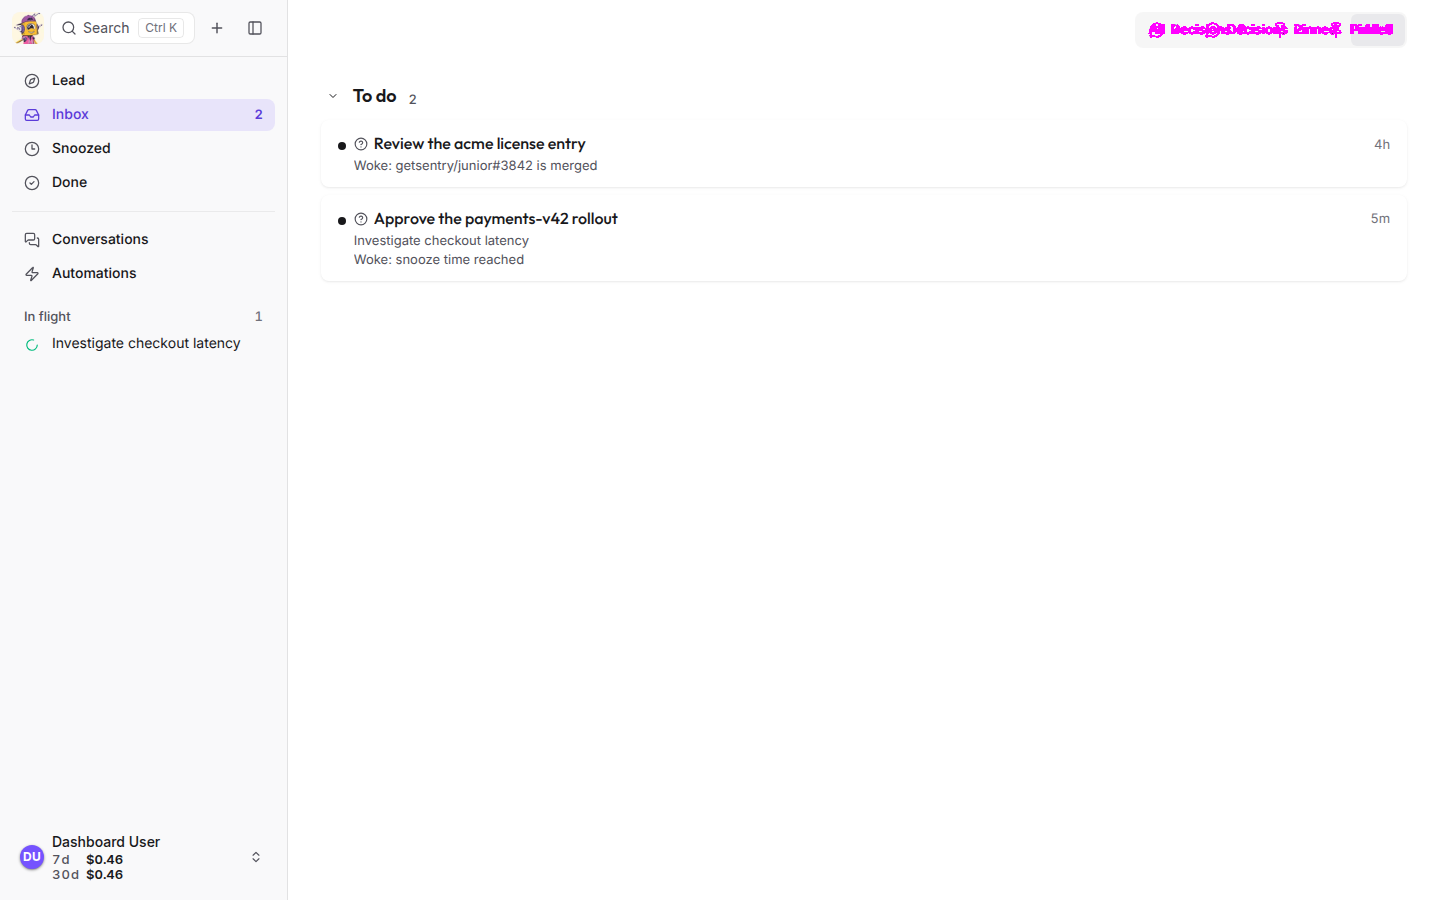 Search Ctrl K
Lead
Inbox 2
Snoozed
Done
Conversations
Automations
In flight 1
Investigate checkout latency
Dashboard User
DU
7d $0.46
30d $0.46
To do 2
Review the acme license entry 4h
Woke: getsentry/junior#3842 is merged
Approve the payments-v42 rollout 5m
Investigate checkout latency
Woke: snooze time reached